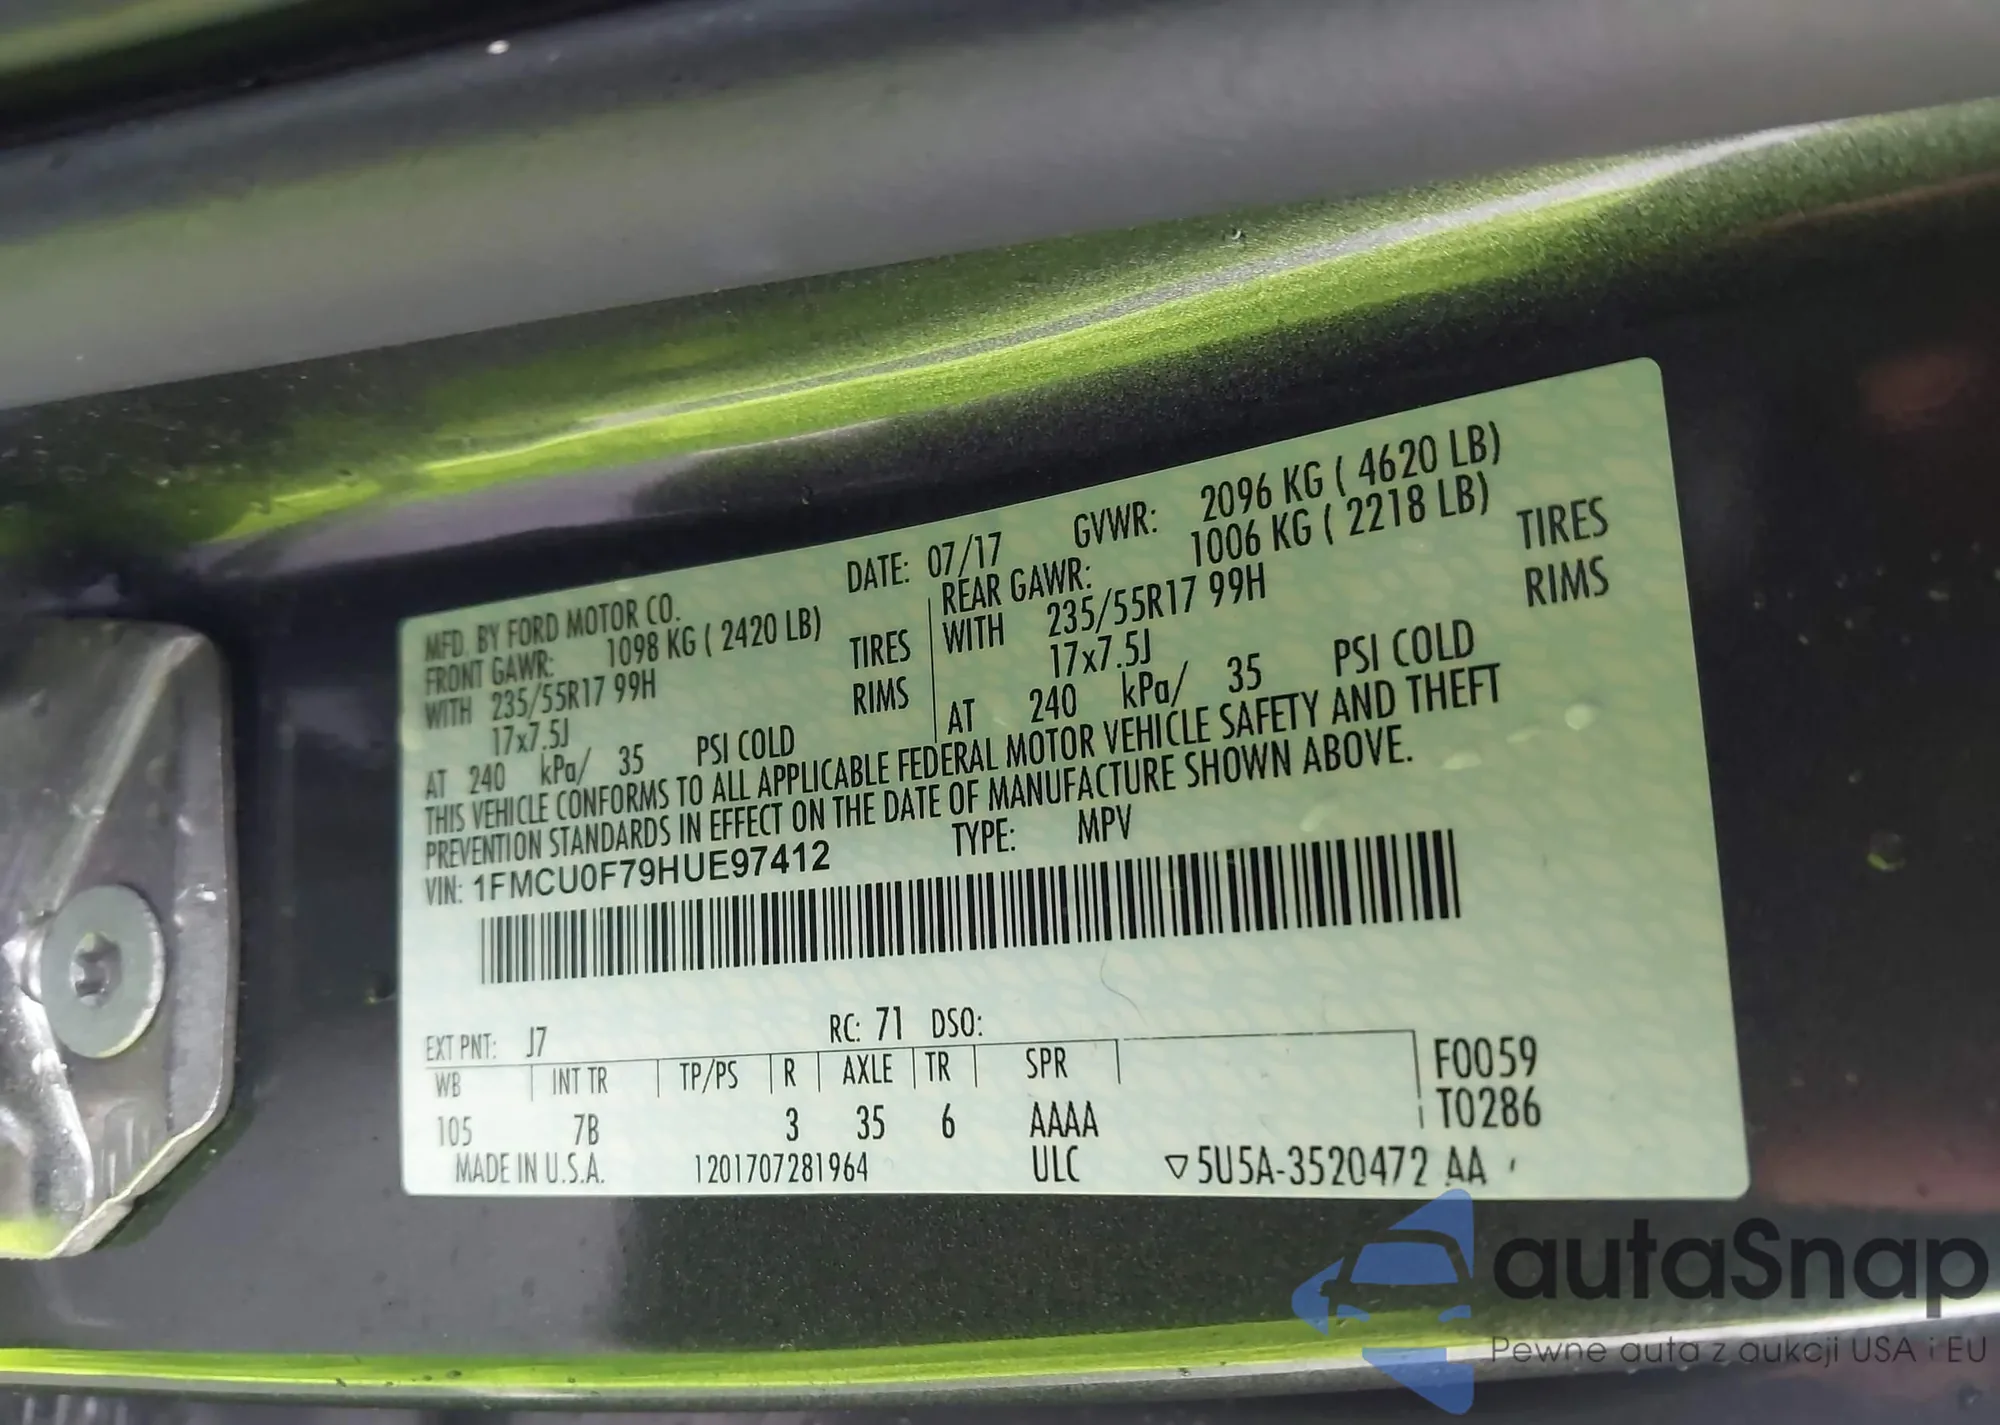 MFD. BY FORD MOTOR CO. DATE: 07/17 GVWR: 2096 KG ( 4620 LB)
FRONT GAWR: 1098 KG ( 2420 LB) REAR GAWR: 1006 KG ( 2218 LB)
WITH 235/55R17 99H TIRES WITH 235/55R17 99H TIRES
17x7.5J RIMS 17x7.5J RIMS
AT 240 kPa/ 35 PSI COLD AT 240 kPa/ 35 PSI COLD
THIS VEHICLE CONFORMS TO ALL APPLICABLE FEDERAL MOTOR VEHICLE SAFETY AND THEFT
PREVENTION STANDARDS IN EFFECT ON THE DATE OF MANUFACTURE SHOWN ABOVE.
VIN: 1FMCU0F79HUE97412 TYPE: MPV
EXT PNT: J7 RC: 71 DSO:
WB INT TR TP/PS R AXLE TR SPR F0059
105 7B 3 35 6 AAAA T0286
MADE IN U.S.A. 1201707281964 ULC ▽5U5A-3520472 AA
autaSnap
Pewne auta z aukcji USA i EU